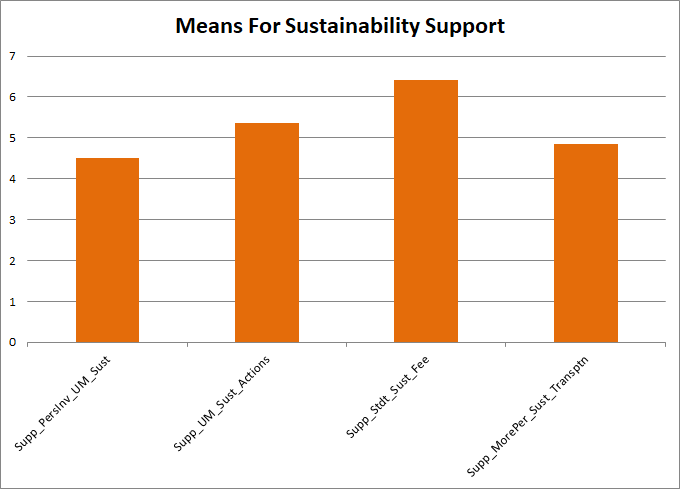 Means For Sustainability Support
7
6
5
4
3
2
1
0
Supp_PersInv_UM_Sust
Supp_UM_Sust_Actions
Supp_Stdt_Sust_Fee
Supp_MorePer_Sust_Transptn